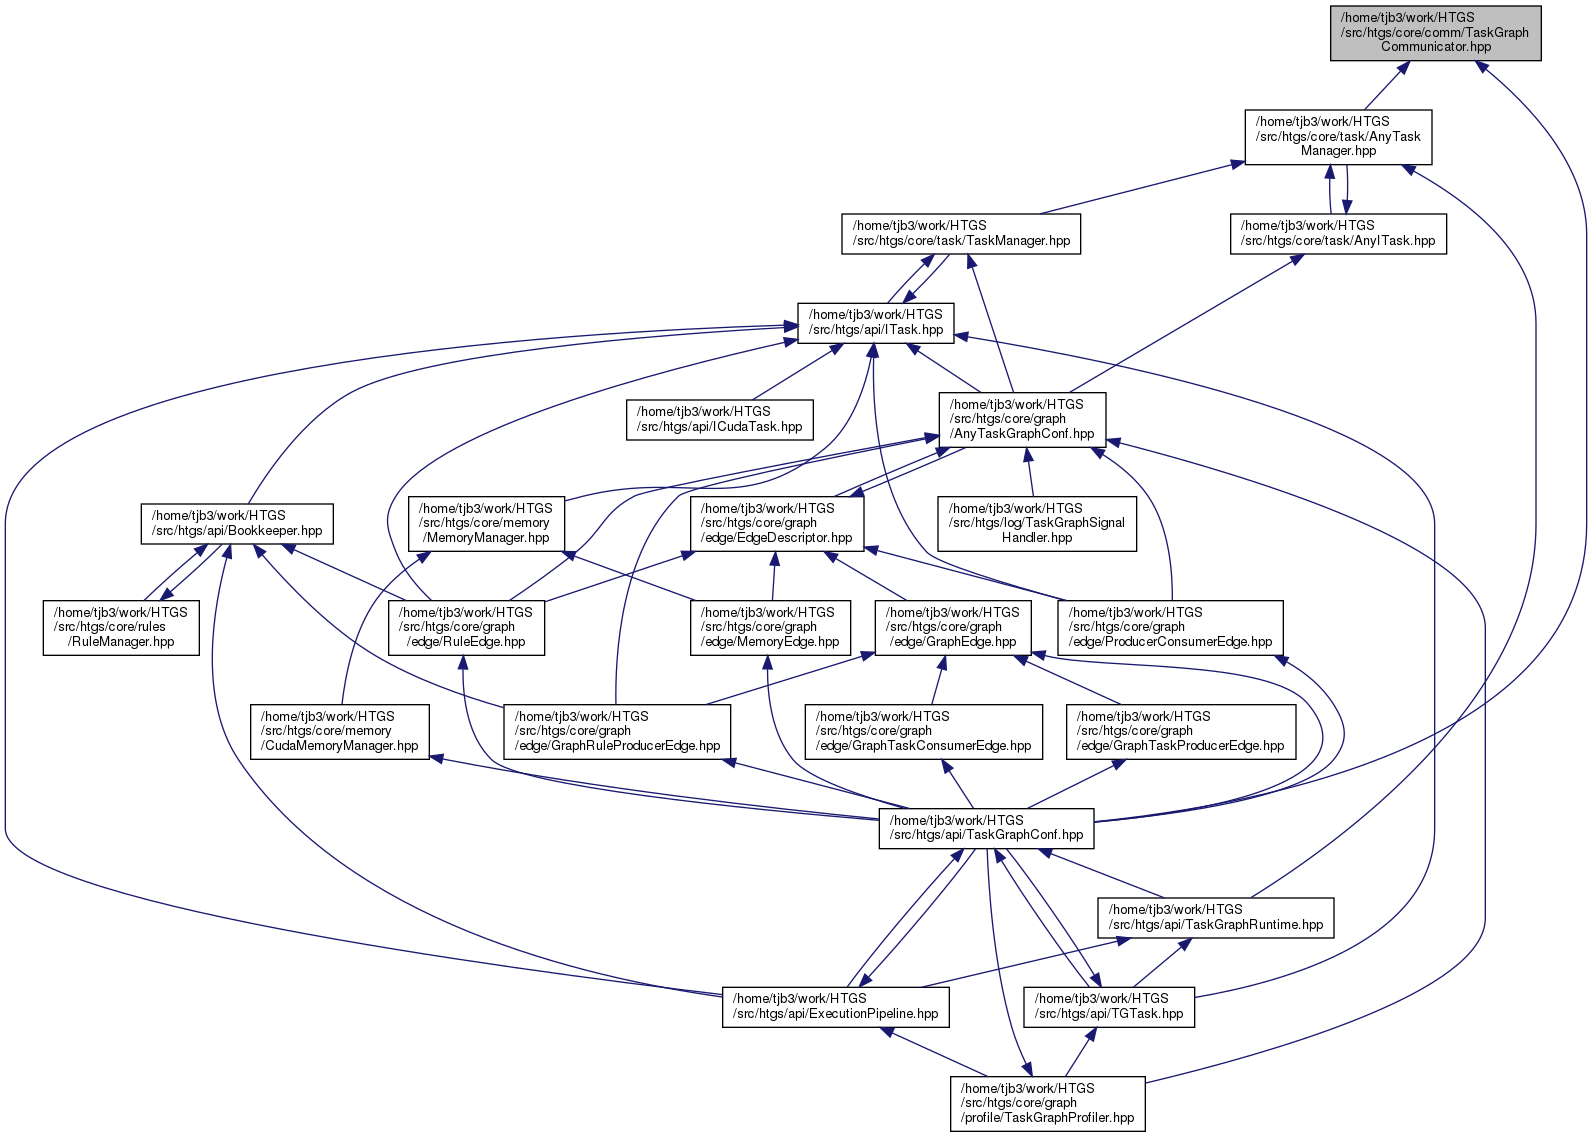 /home/tjb3/work/HTGS
/src/htgs/core/comm/TaskGraph
Communicator.hpp
/home/tjb3/work/HTGS
/src/htgs/core/task/AnyTask
Manager.hpp
/home/tjb3/work/HTGS
/src/htgs/core/task/TaskManager.hpp
/home/tjb3/work/HTGS
/src/htgs/core/task/AnyITask.hpp
/home/tjb3/work/HTGS
/src/htgs/api/ITask.hpp
/home/tjb3/work/HTGS
/src/htgs/api/ICudaTask.hpp
/home/tjb3/work/HTGS
/src/htgs/core/graph
/AnyTaskGraphConf.hpp
/home/tjb3/work/HTGS
/src/htgs/api/Bookkeeper.hpp
/home/tjb3/work/HTGS
/src/htgs/core/memory
/MemoryManager.hpp
/home/tjb3/work/HTGS
/src/htgs/core/graph
/edge/EdgeDescriptor.hpp
/home/tjb3/work/HTGS
/src/htgs/log/TaskGraphSignal
Handler.hpp
/home/tjb3/work/HTGS
/src/htgs/core/rules
/RuleManager.hpp
/home/tjb3/work/HTGS
/src/htgs/core/graph
/edge/RuleEdge.hpp
/home/tjb3/work/HTGS
/src/htgs/core/graph
/edge/MemoryEdge.hpp
/home/tjb3/work/HTGS
/src/htgs/core/graph
/edge/GraphEdge.hpp
/home/tjb3/work/HTGS
/src/htgs/core/graph
/edge/ProducerConsumerEdge.hpp
/home/tjb3/work/HTGS
/src/htgs/core/memory
/CudaMemoryManager.hpp
/home/tjb3/work/HTGS
/src/htgs/core/graph
/edge/GraphRuleProducerEdge.hpp
/home/tjb3/work/HTGS
/src/htgs/core/graph
/edge/GraphTaskConsumerEdge.hpp
/home/tjb3/work/HTGS
/src/htgs/core/graph
/edge/GraphTaskProducerEdge.hpp
/home/tjb3/work/HTGS
/src/htgs/api/TaskGraphConf.hpp
/home/tjb3/work/HTGS
/src/htgs/api/TaskGraphRuntime.hpp
/home/tjb3/work/HTGS
/src/htgs/api/ExecutionPipeline.hpp
/home/tjb3/work/HTGS
/src/htgs/api/TGTask.hpp
/home/tjb3/work/HTGS
/src/htgs/core/graph
/profile/TaskGraphProfiler.hpp